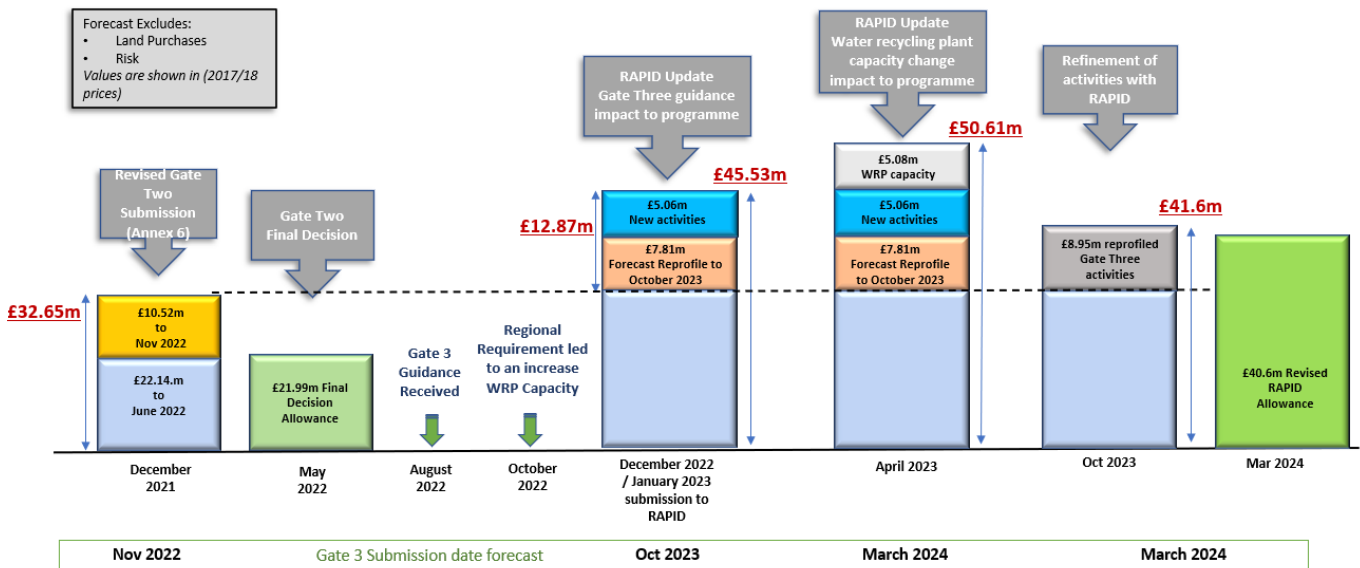 Forecast Excludes:
• Land Purchases
• Risk
Values are shown in (2017/18
prices)
Revised Gate
Two
Submission
(Annex 6)
Gate Two
Final Decision
RAPID Update
Gate Three guidance
impact to programme
RAPID Update
Water recycling plant
capacity change
impact to programme
Refinement of
activities with
RAPID
£32.65m
£10.52m
to
Nov 2022
£22.14.m
to
June 2022
£21.99m Final
Decision
Allowance
Gate 3
Guidance
Received
Regional
Requirement led
to an increase
WRP Capacity
£12.87m
£45.53m
£5.06m
New activities
£7.81m
Forecast Reprofile to
October 2023
£50.61m
£5.08m
WRP capacity
£5.06m
New activities
£7.81m
Forecast Reprofile
to October 2023
£41.6m
£8.95m reprofiled
Gate Three
activities
£40.6m Revised
RAPID
Allowance
December
2021
May
2022
August
2022
October
2022
December 2022
/ January 2023
submission to
RAPID
April 2023
Oct 2023
Mar 2024
Nov 2022
Gate 3 Submission date forecast
Oct 2023
March 2024
March 2024